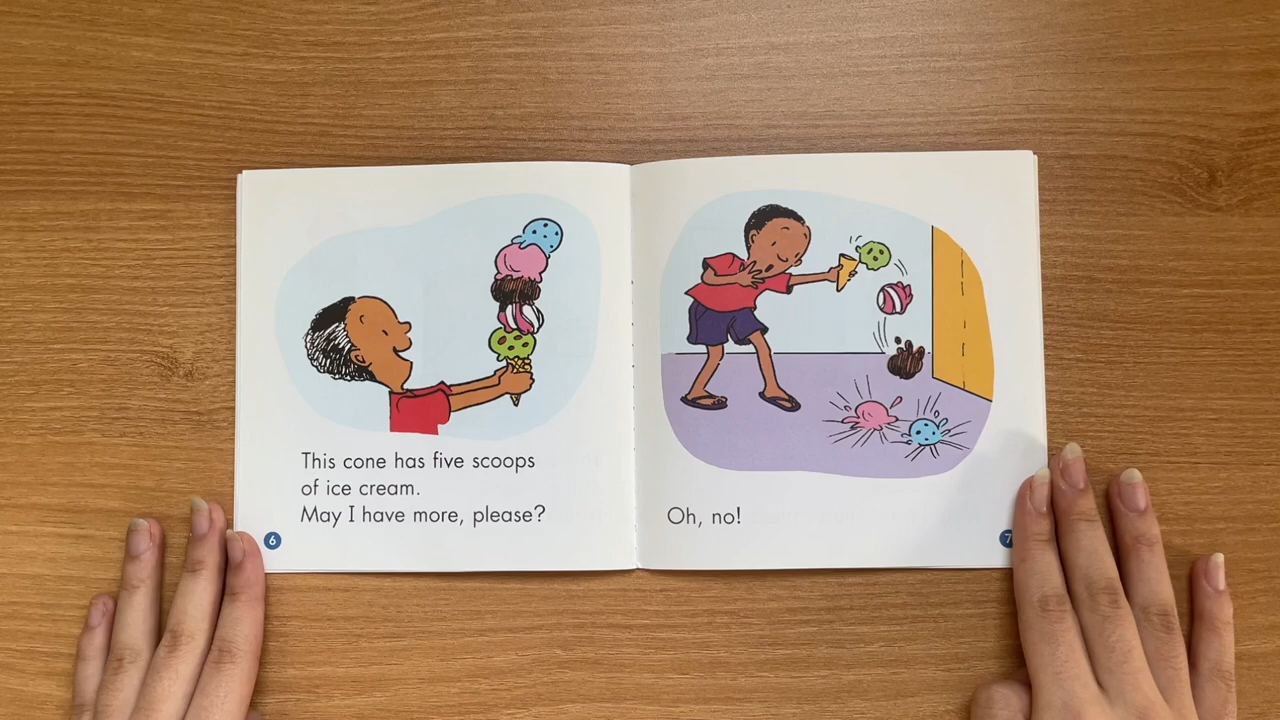 This cone has five scoops
of ice cream.
May I have more, please?
6
Oh, no!
7